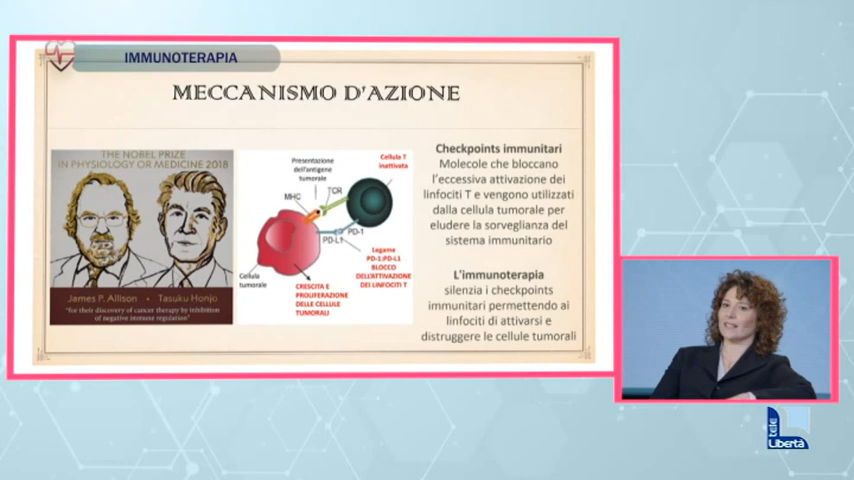 IMMUNOTERAPIA
MECCANISMO D'AZIONE
THE NOBEL PRIZE
IN PHYSIOLOGY OR MEDICINE 2018
James P. Allison • Tasuku Honjo
"for their discovery of cancer therapy by inhibition
of negative immune regulation"
Presentazione
dell'antigene
tumorale
Cellula T
inattivata
MHC
TCR
PD-1
PD-L1
Cellula
tumorale
Legame
PD-1:PD-L1
BLOCCO
DELL'ATTIVAZIONE
DEI LINFOCITI T
CRESCITA E
PROLIFERAZIONE
DELLE CELLULE
TUMORALI
Checkpoints immunitari
Molecole che bloccano
l'eccessiva attivazione dei
linfociti T e vengono utilizzati
dalla cellula tumorale per
eludere la sorveglianza del
sistema immunitario
L'immunoterapia
silenzia i checkpoints
immunitari permettendo ai
linfociti di attivarsi e
distruggere le cellule tumorali
tele
Libertà